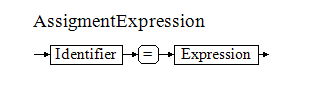 AssigmentExpression
Identifier = Expression